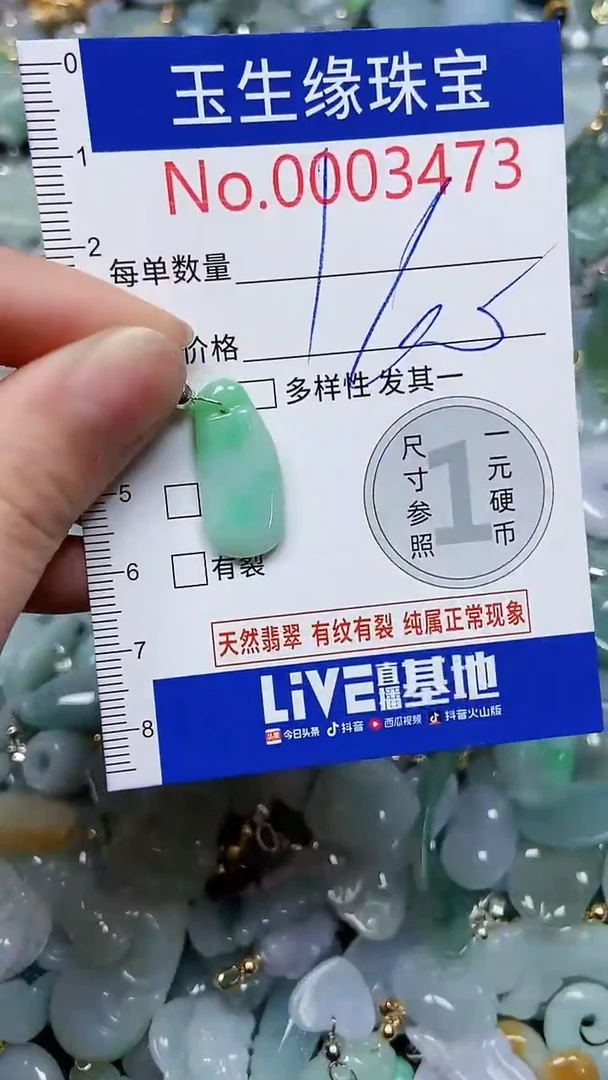 玉生缘珠宝
No.0003473
0
1
2
每单数量
价格
多样性 发其一
5
尺寸参照
1
一元硬币
6
有裂
天然翡翠 有纹有裂 纯属正常现象
7
LiVE直播基地
8
头条 今日头条 抖音 西瓜视频 抖音火山版